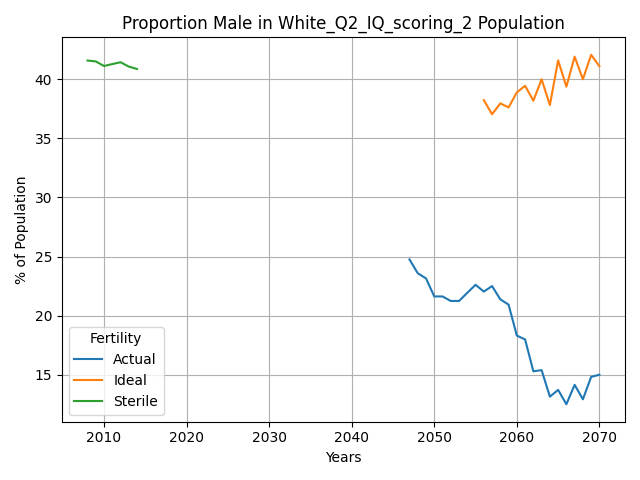 Proportion Male in White_Q2_IQ_scoring_2 Population
% of Population
40
35
30
25
20
15
Fertility
Actual
Ideal
Sterile
2010 2020 2030 2040 2050 2060 2070
Years